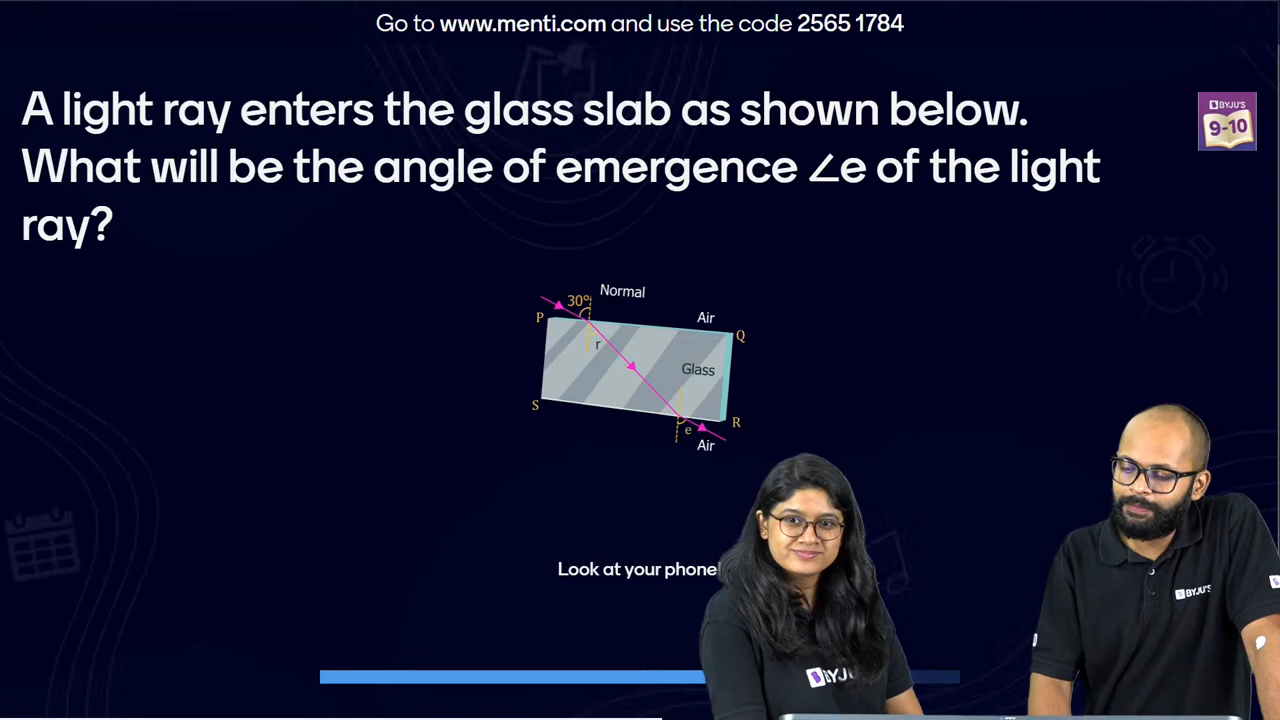 Go to www.menti.com and use the code 2565 1784
A light ray enters the glass slab as shown below.
What will be the angle of emergence ∠e of the light
ray?
BYJU'S
9-10
30°
Normal
P
Air
Q
r
Glass
S
R
e
Air
Look at your phone!
BYJU'S
BYJU